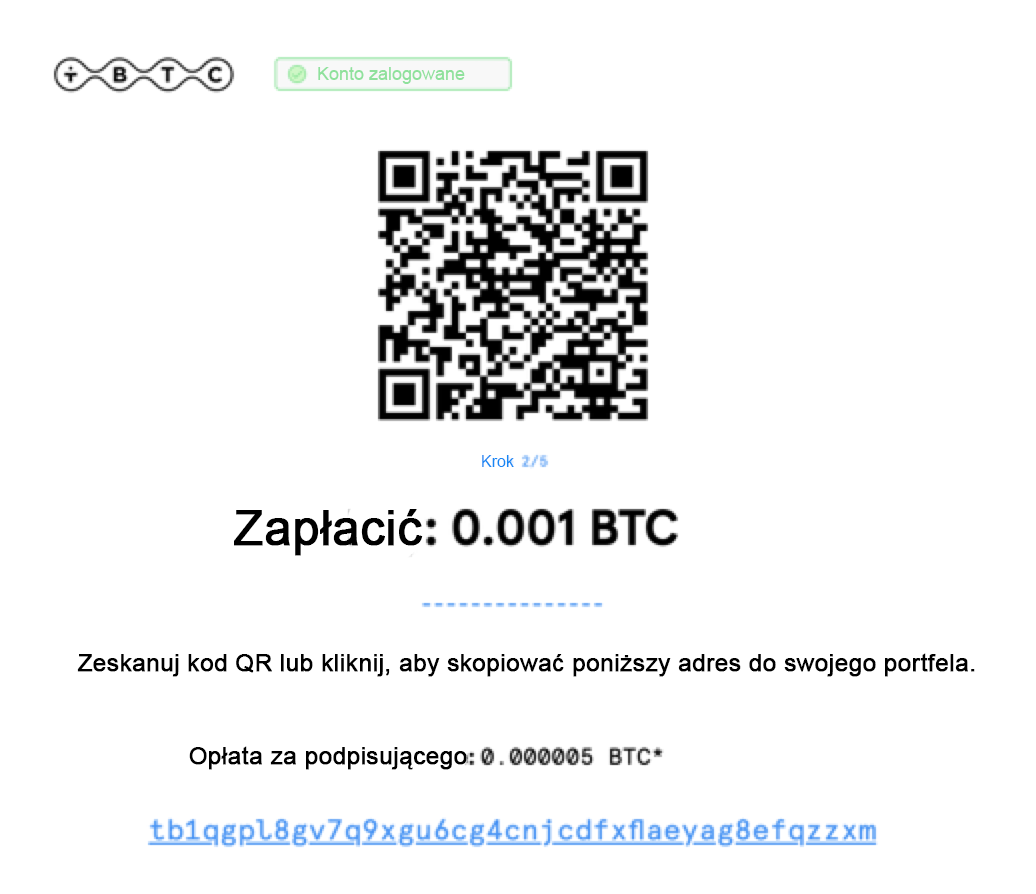 tBTC
Konto zalogowane
Krok 2/5
Zapłacić: 0.001 BTC
---------------
Zeskanuj kod QR lub kliknij, aby skopiować poniższy adres do swojego portfela.
Opłata za podpisującego: 0.000005 BTC*
tb1qgpl8gv7q9xgu6cg4cnjcdfxflaeyag8efqzzxm